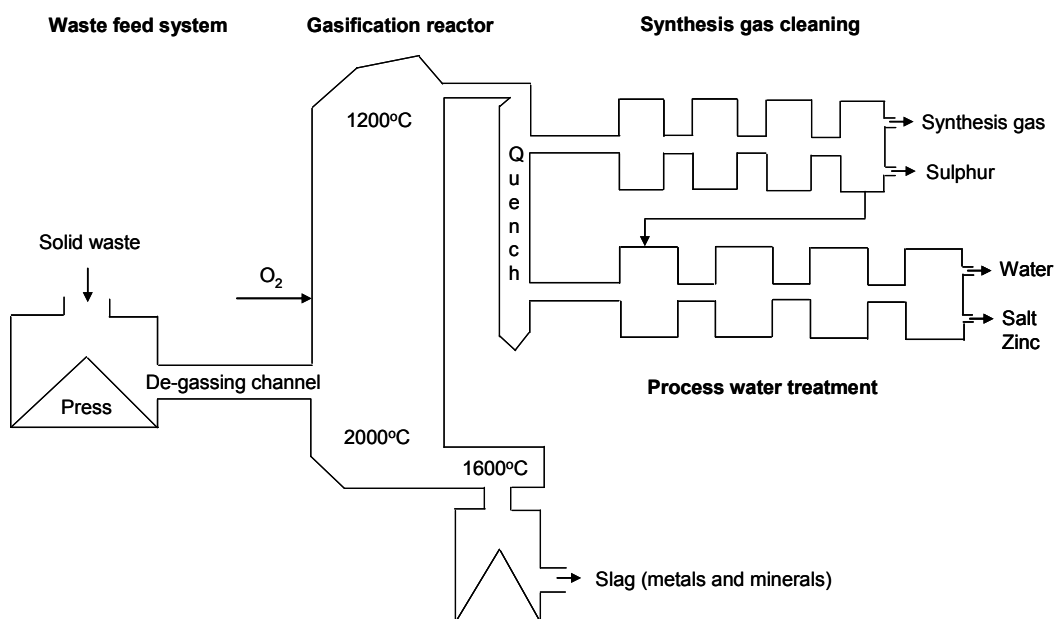 Waste feed system
Gasification reactor
Synthesis gas cleaning
1200°C
Synthesis gas
Sulphur
Quench
Solid waste
O2
Water
Salt
Zinc
De-gassing channel
Press
Process water treatment
2000°C
1600°C
Slag (metals and minerals)